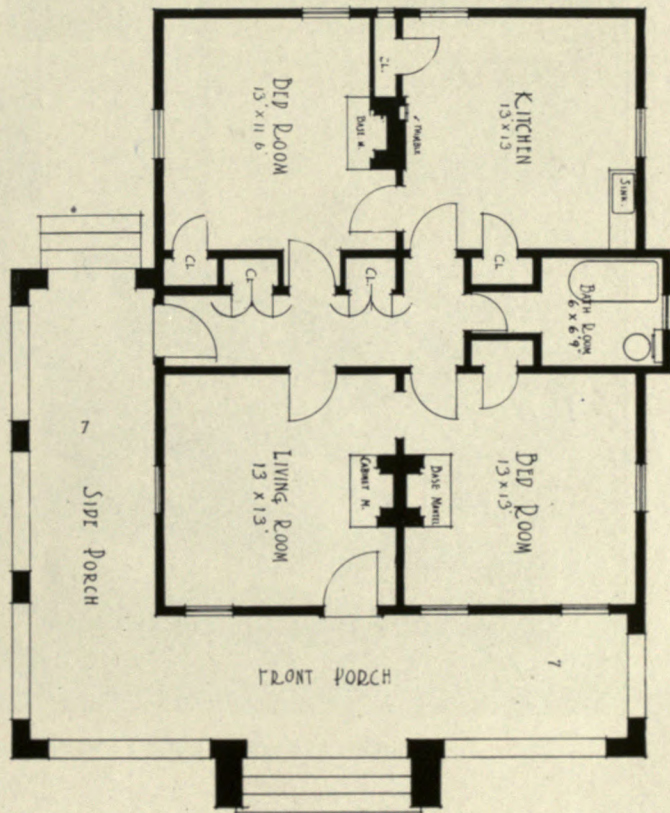 BED ROOM
13' X 11 6'
CL.
BASE M.
THIMBLE
KITCHEN
13' X 13'
SINK.
CL
CL
CL.
CL
BATH ROOM
6 X 6'9"
7
SIDE PORCH
LIVING ROOM
13 X 13'
CABINET M.
BASE MANTEL
BED ROOM
13 X 13'
FRONT PORCH
7